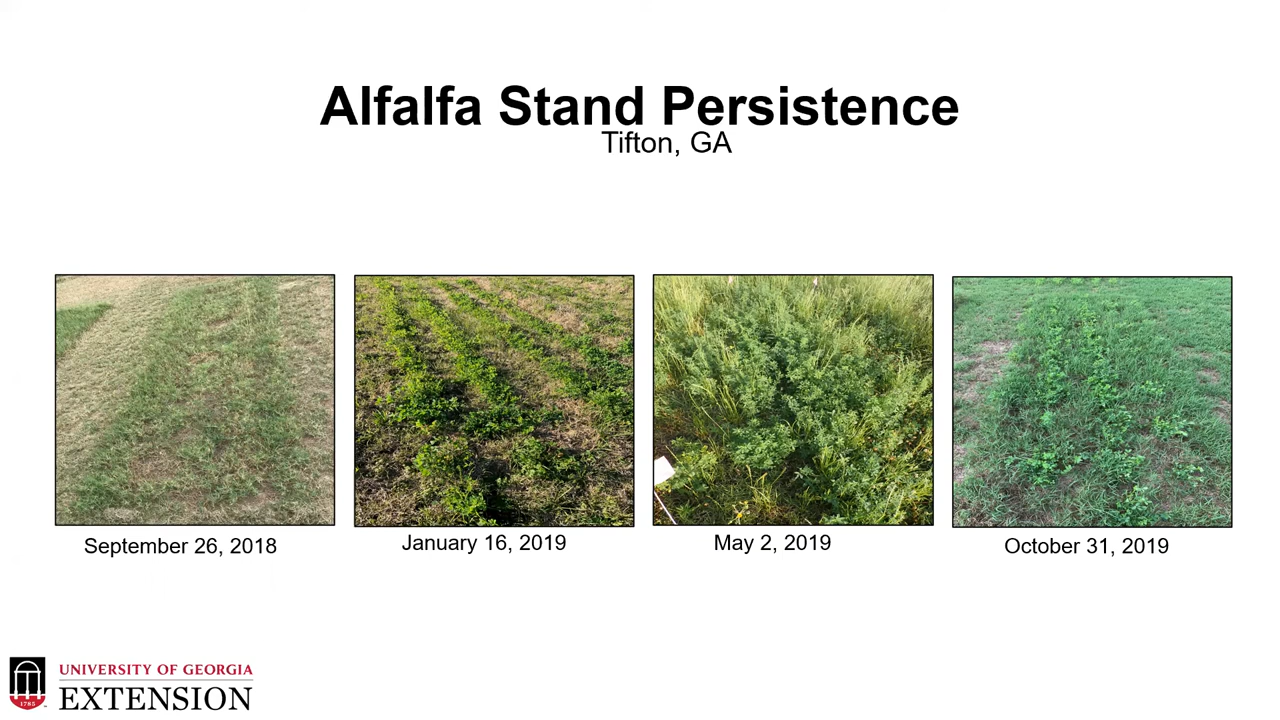 Alfalfa Stand Persistence
Tifton, GA
September 26, 2018
January 16, 2019
May 2, 2019
October 31, 2019
1785
UNIVERSITY OF GEORGIA
EXTENSION